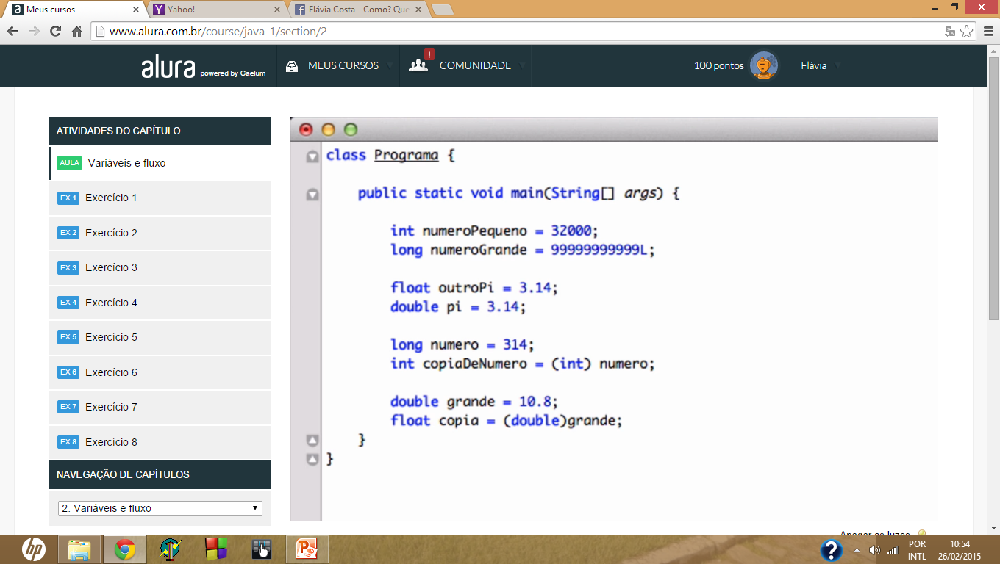 Meus cursos
Yahoo!
Flávia Costa - Como? Que
www.alura.com.br/course/java-1/section/2
alura powered by Caelum
MEUS CURSOS
!
COMUNIDADE
100 pontos
Flávia
ATIVIDADES DO CAPÍTULO
AULA Variáveis e fluxo
EX 1 Exercício 1
EX 2 Exercício 2
EX 3 Exercício 3
EX 4 Exercício 4
EX 5 Exercício 5
EX 6 Exercício 6
EX 7 Exercício 7
EX 8 Exercício 8
NAVEGAÇÃO DE CAPÍTULOS
2. Variáveis e fluxo
class Programa {
public static void main(String[] args) {
int numeroPequeno = 32000;
long numeroGrande = 99999999999L;
float outroPi = 3.14;
double pi = 3.14;
long numero = 314;
int copiaDeNumero = (int) numero;
double grande = 10.8;
float copia = (double)grande;
}
}
Apagar as luzes
hp
?
POR
INTL
10:54
26/02/2015